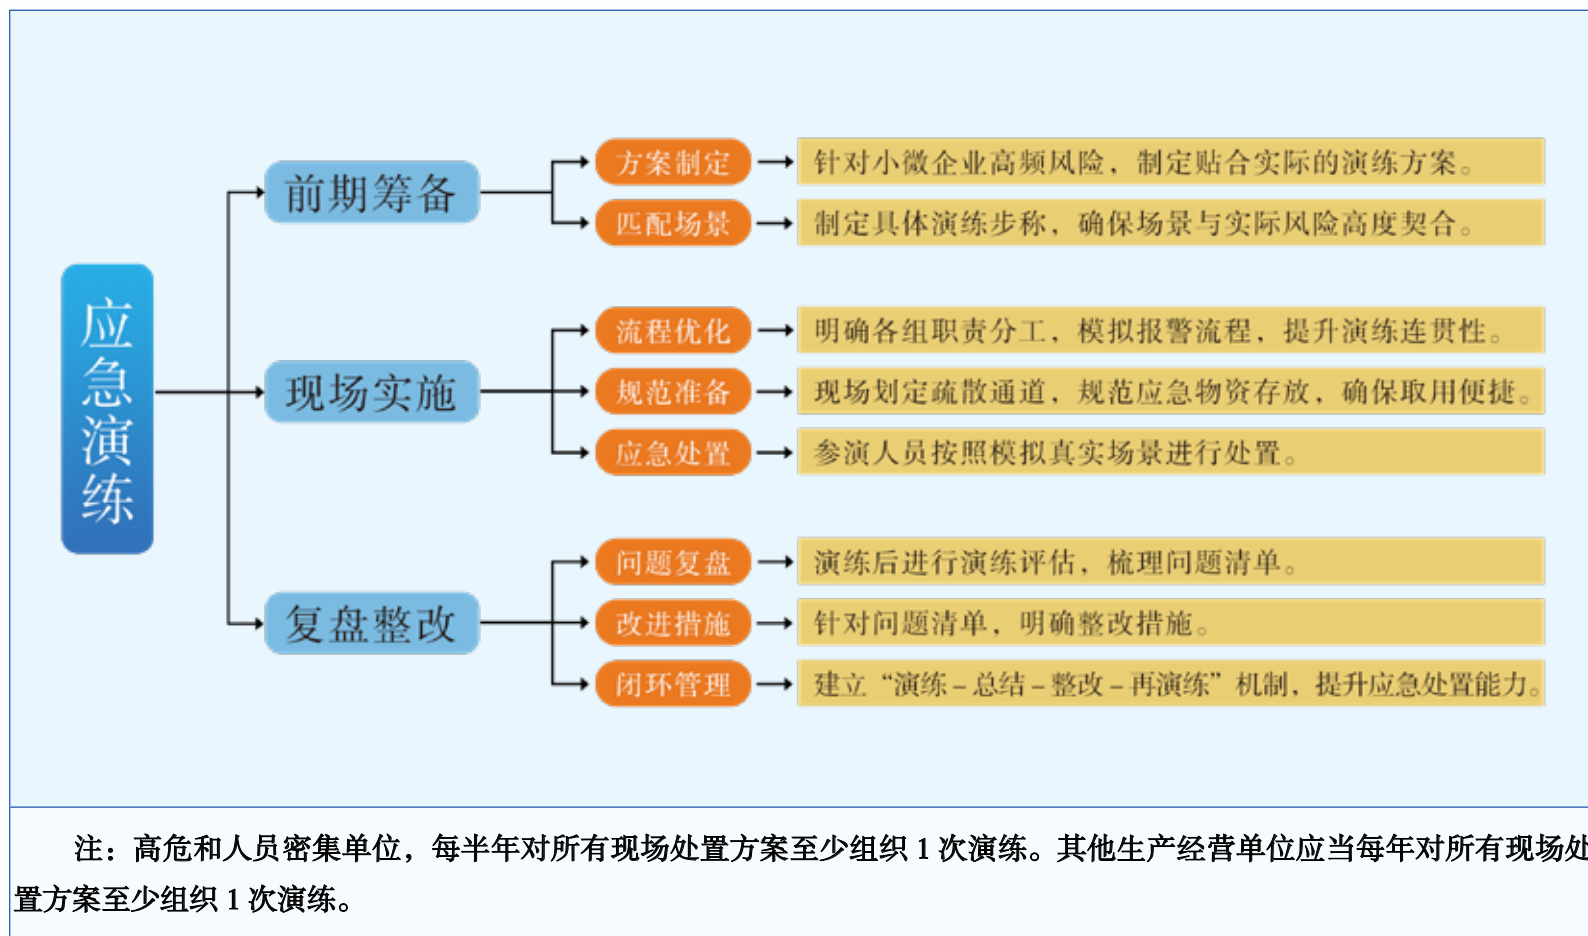 应急演练
前期筹备
方案制定
针对小微企业高频风险，制定贴合实际的演练方案。
匹配场景
制定具体演练步称，确保场景与实际风险高度契合。
现场实施
流程优化
明确各组职责分工，模拟报警流程，提升演练连贯性。
规范准备
现场划定疏散通道，规范应急物资存放，确保取用便捷。
应急处置
参演人员按照模拟真实场景进行处置。
复盘整改
问题复盘
演练后进行演练评估，梳理问题清单。
改进措施
针对问题清单，明确整改措施。
闭环管理
建立“演练–总结–整改–再演练”机制，提升应急处置能力。
注：高危和人员密集单位，每半年对所有现场处置方案至少组织 1 次演练。其他生产经营单位应当每年对所有现场处
置方案至少组织 1 次演练。